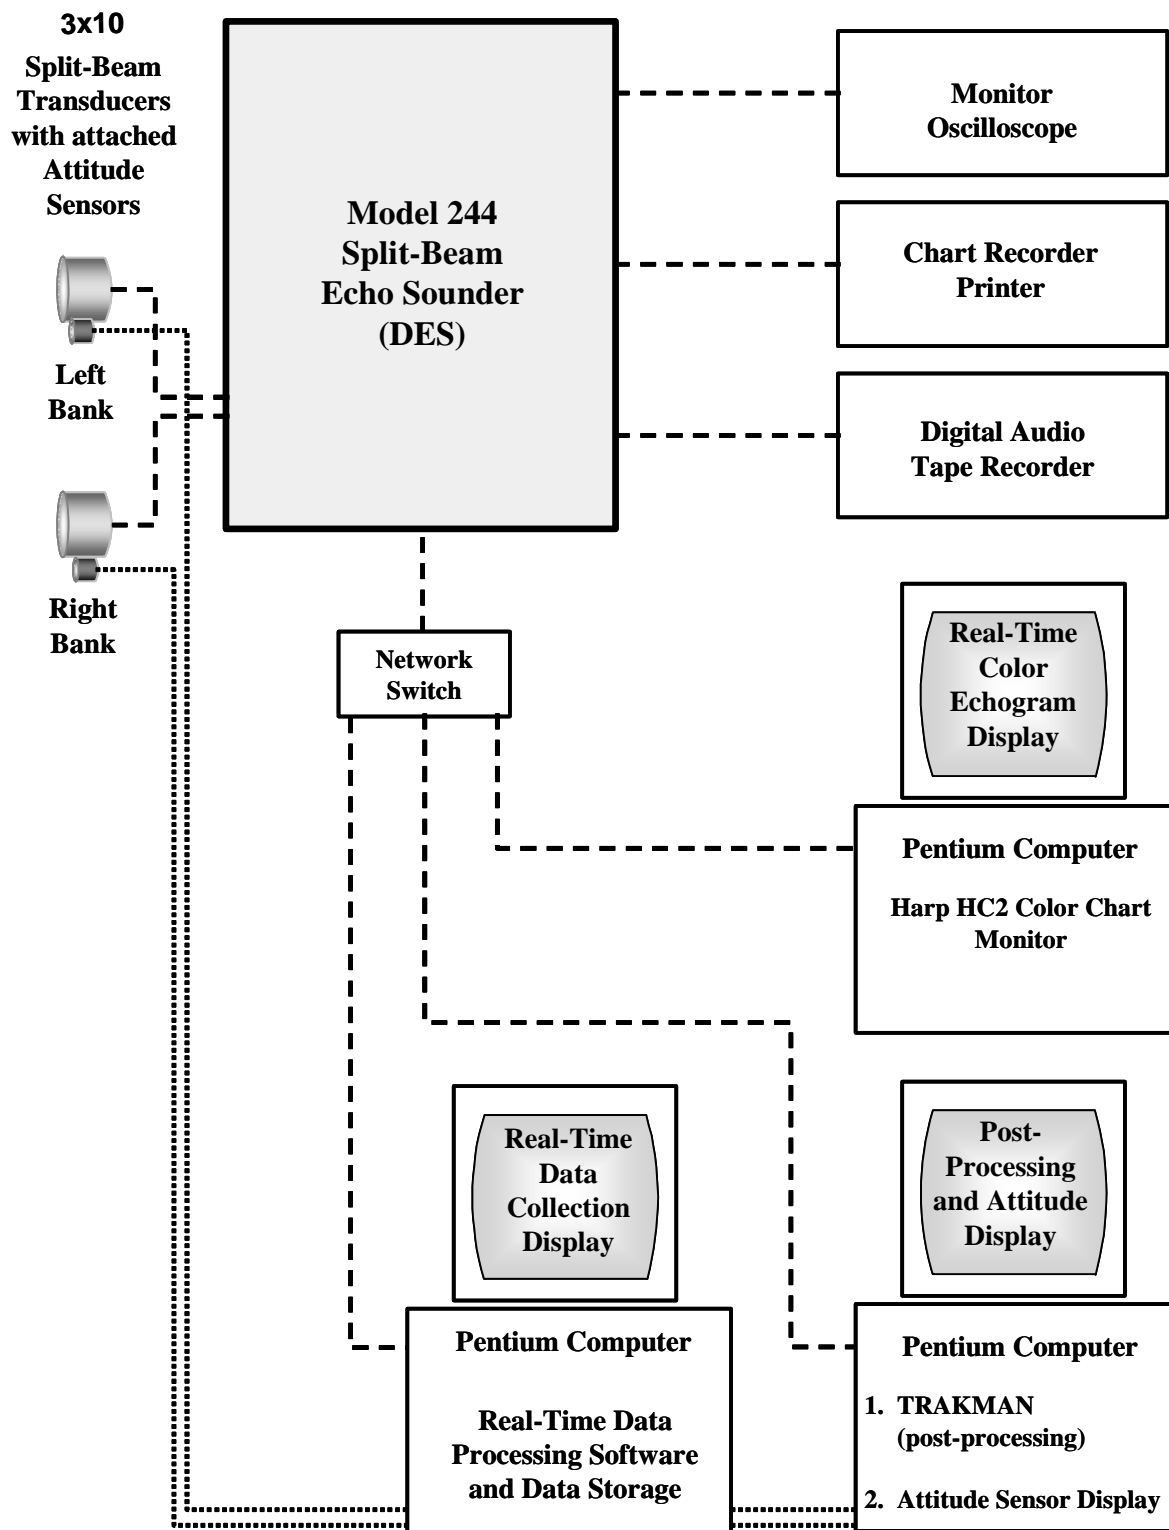 3x10
Split-Beam
Transducers
with attached
Attitude
Sensors
Left
Bank
Right
Bank
Model 244
Split-Beam
Echo Sounder
(DES)
Monitor
Oscilloscope
Chart Recorder
Printer
Digital Audio
Tape Recorder
Network
Switch
Real-Time
Color
Echogram
Display
Pentium Computer
Harp HC2 Color Chart
Monitor
Real-Time
Data
Collection
Display
Pentium Computer
Real-Time Data
Processing Software
and Data Storage
Post-
Processing
and Attitude
Display
Pentium Computer
1. TRAKMAN
(post-processing)
2. Attitude Sensor Display